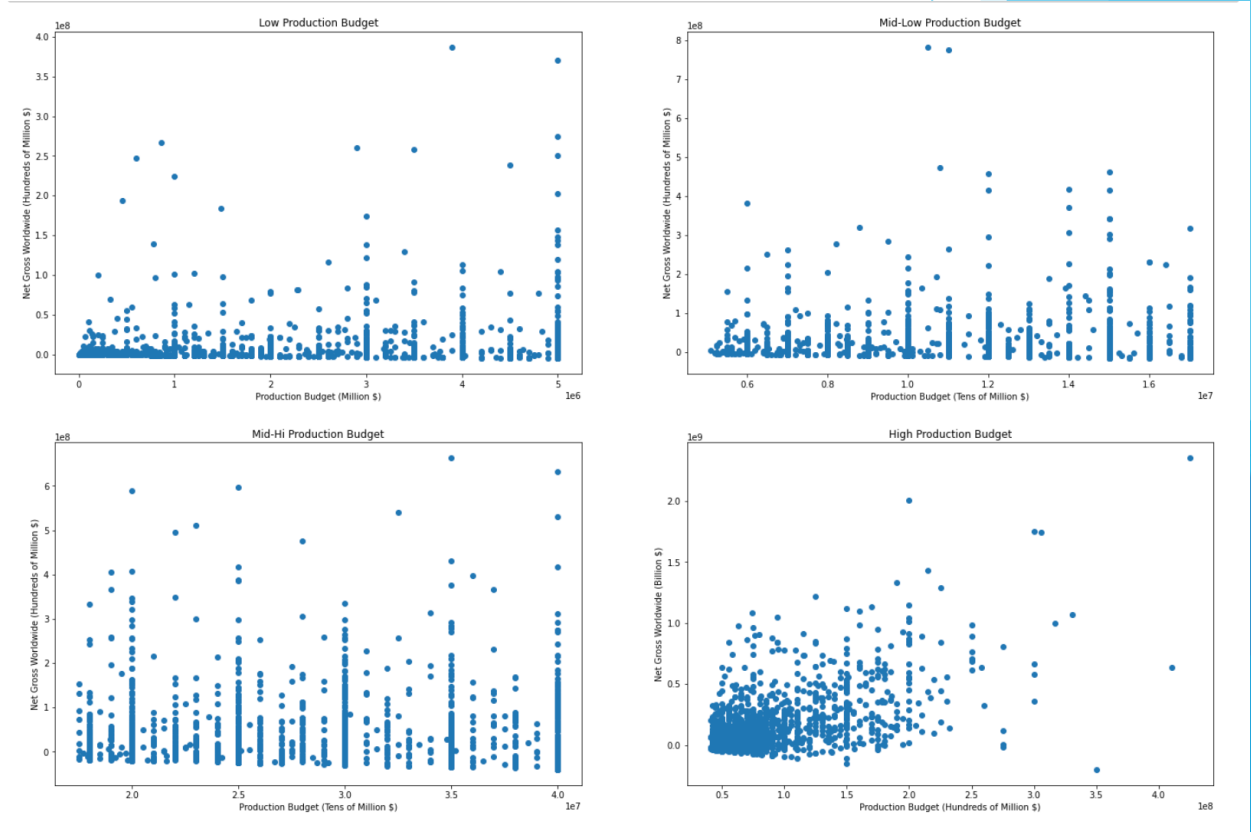 Low Production Budget
1e8
4.0
3.5
3.0
2.5
2.0
1.5
1.0
0.5
0.0
Net Gross Worldwide (Hundreds of Million $)
0 1 2 3 4 5
Production Budget (Million $)
1e6
Mid-Low Production Budget
1e8
8
7
6
5
4
3
2
1
0
Net Gross Worldwide (Hundreds of Million $)
0.6 0.8 1.0 1.2 1.4 1.6
Production Budget (Tens of Million $)
1e7
Mid-Hi Production Budget
1e8
6
5
4
3
2
1
0
Net Gross Worldwide (Hundreds of Million $)
2.0 2.5 3.0 3.5 4.0
Production Budget (Tens of Million $)
1e7
High Production Budget
1e9
2.0
1.5
1.0
0.5
0.0
Net Gross Worldwide (Billion $)
0.5 1.0 1.5 2.0 2.5 3.0 3.5 4.0
Production Budget (Hundreds of Million $)
1e8